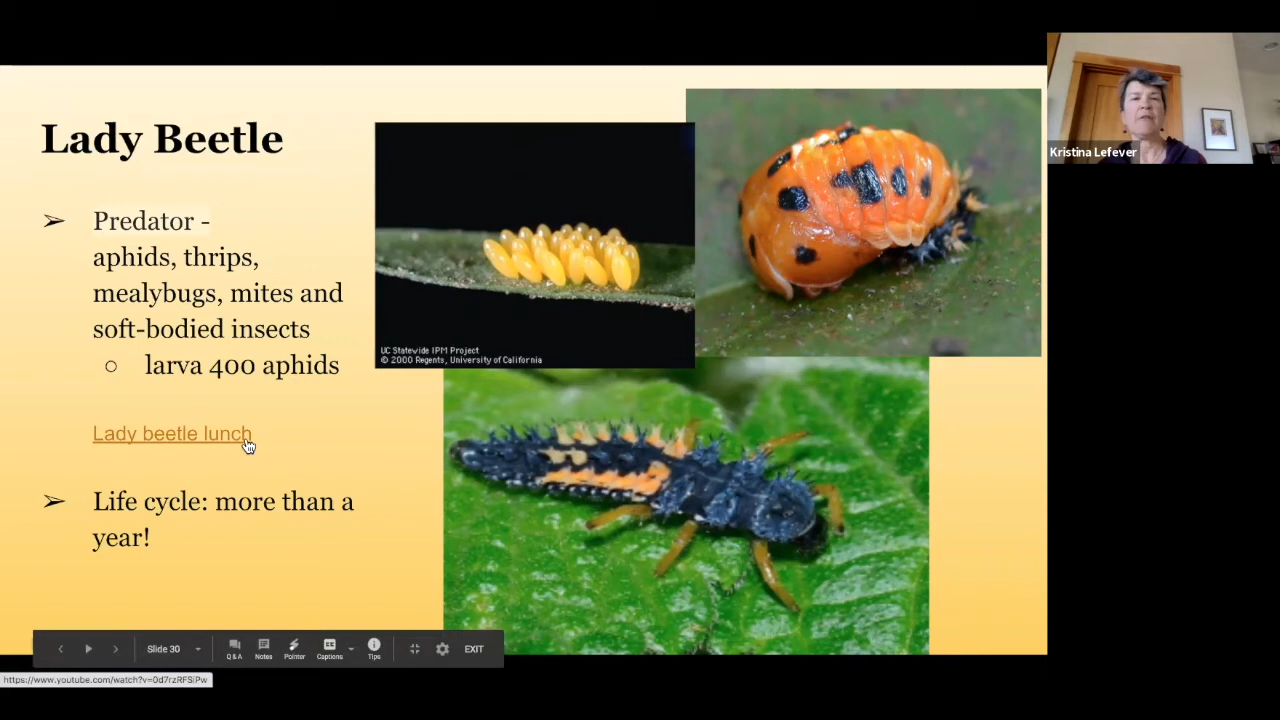 Lady Beetle
➢ Predator -
aphids, thrips,
mealybugs, mites and
soft-bodied insects
○ larva 400 aphids
Lady beetle lunch
➢ Life cycle: more than a
year!
UC Statewide IPM Project
© 2000 Regents, University of California
Kristina Lefever
Slide 30
Q & A
Notes
Pointer
Captions
Tips
EXIT
https://www.youtube.com/watch?v=0d7rzRFSiPw